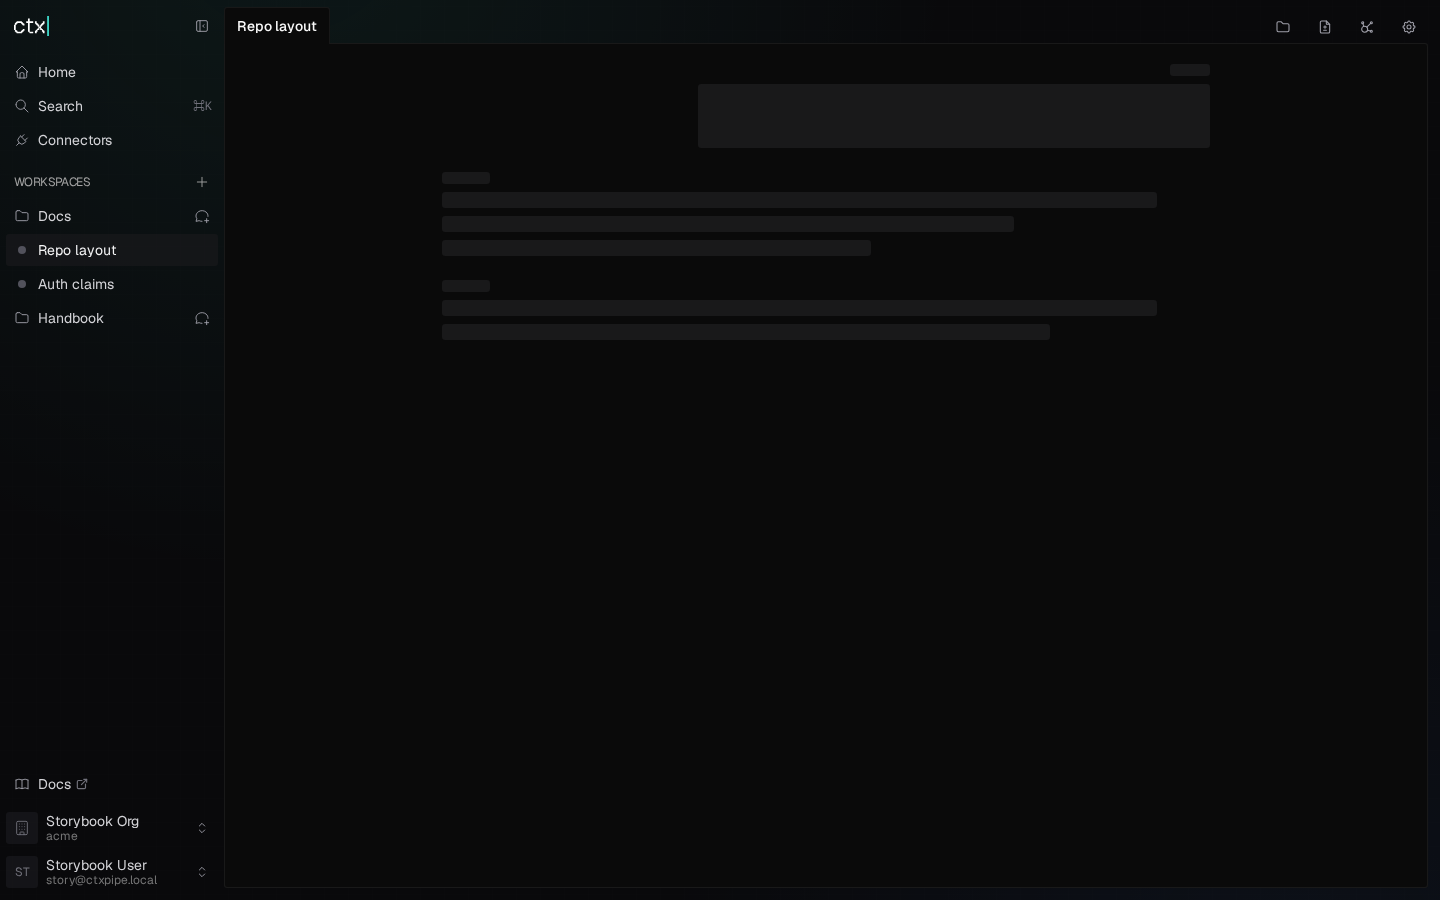 ctx
Repo layout
Home
Search ⌘K
Connectors
WORKSPACES
Docs
Repo layout
Auth claims
Handbook
Docs
Storybook Org
acme
ST
Storybook User
story@ctxpipe.local